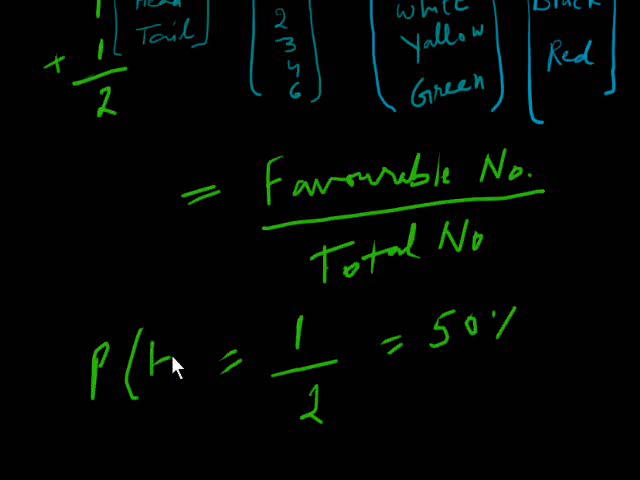 1 Head 2 White Black
+ 1 Tail 3 Yallow Red
2 4
6 Green
= Favourable No.
Total No
P(H = 1 = 50%
2